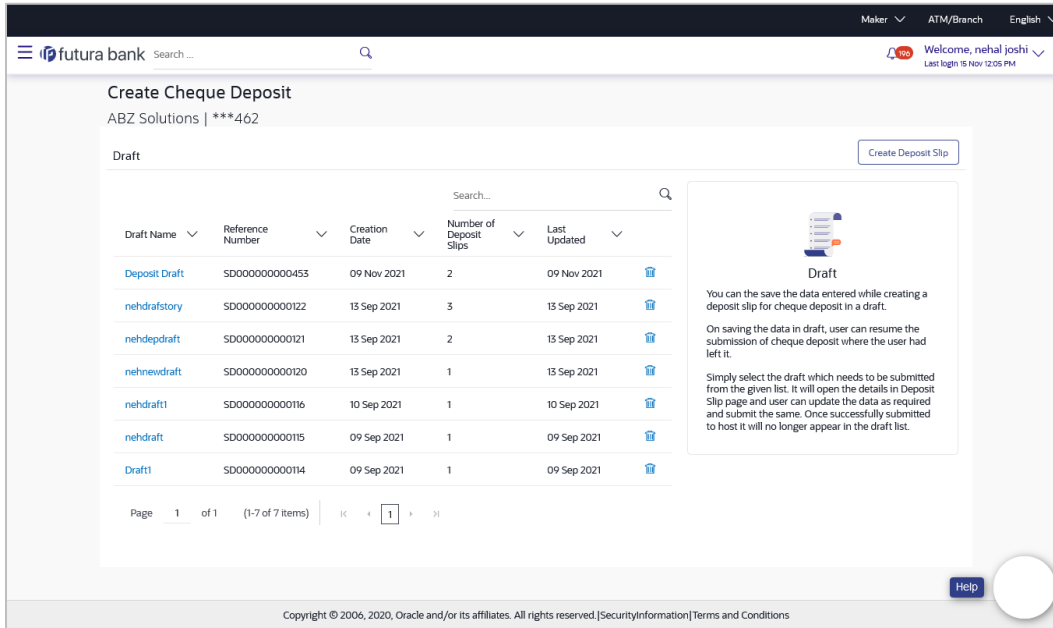 Maker ATM/Branch English
futura bank Search ... 196 Welcome, nehal joshi
Last login 15 Nov 12:05 PM
Create Cheque Deposit
ABZ Solutions | ***462
Draft Create Deposit Slip
Search...
Draft Name Reference Number Creation Date Number of Deposit Slips Last Updated
Deposit Draft SD000000000453 09 Nov 2021 2 09 Nov 2021
nehdrafstory SD000000000122 13 Sep 2021 3 13 Sep 2021
nehdepdraft SD000000000121 13 Sep 2021 2 13 Sep 2021
nehnewdraft SD000000000120 13 Sep 2021 1 13 Sep 2021
nehdraft1 SD000000000116 10 Sep 2021 1 10 Sep 2021
nehdraft SD000000000115 09 Sep 2021 1 09 Sep 2021
Draft1 SD000000000114 09 Sep 2021 1 09 Sep 2021
Page 1 of 1 (1-7 of 7 items) 1
Draft
You can the save the data entered while creating a
deposit slip for cheque deposit in a draft.
On saving the data in draft, user can resume the
submission of cheque deposit where the user had
left it.
Simply select the draft which needs to be submitted
from the given list. It will open the details in Deposit
Slip page and user can update the data as required
and submit the same. Once successfully submitted
to host it will no longer appear in the draft list.
Help
Copyright © 2006, 2020, Oracle and/or its affiliates. All rights reserved.|SecurityInformation|Terms and Conditions